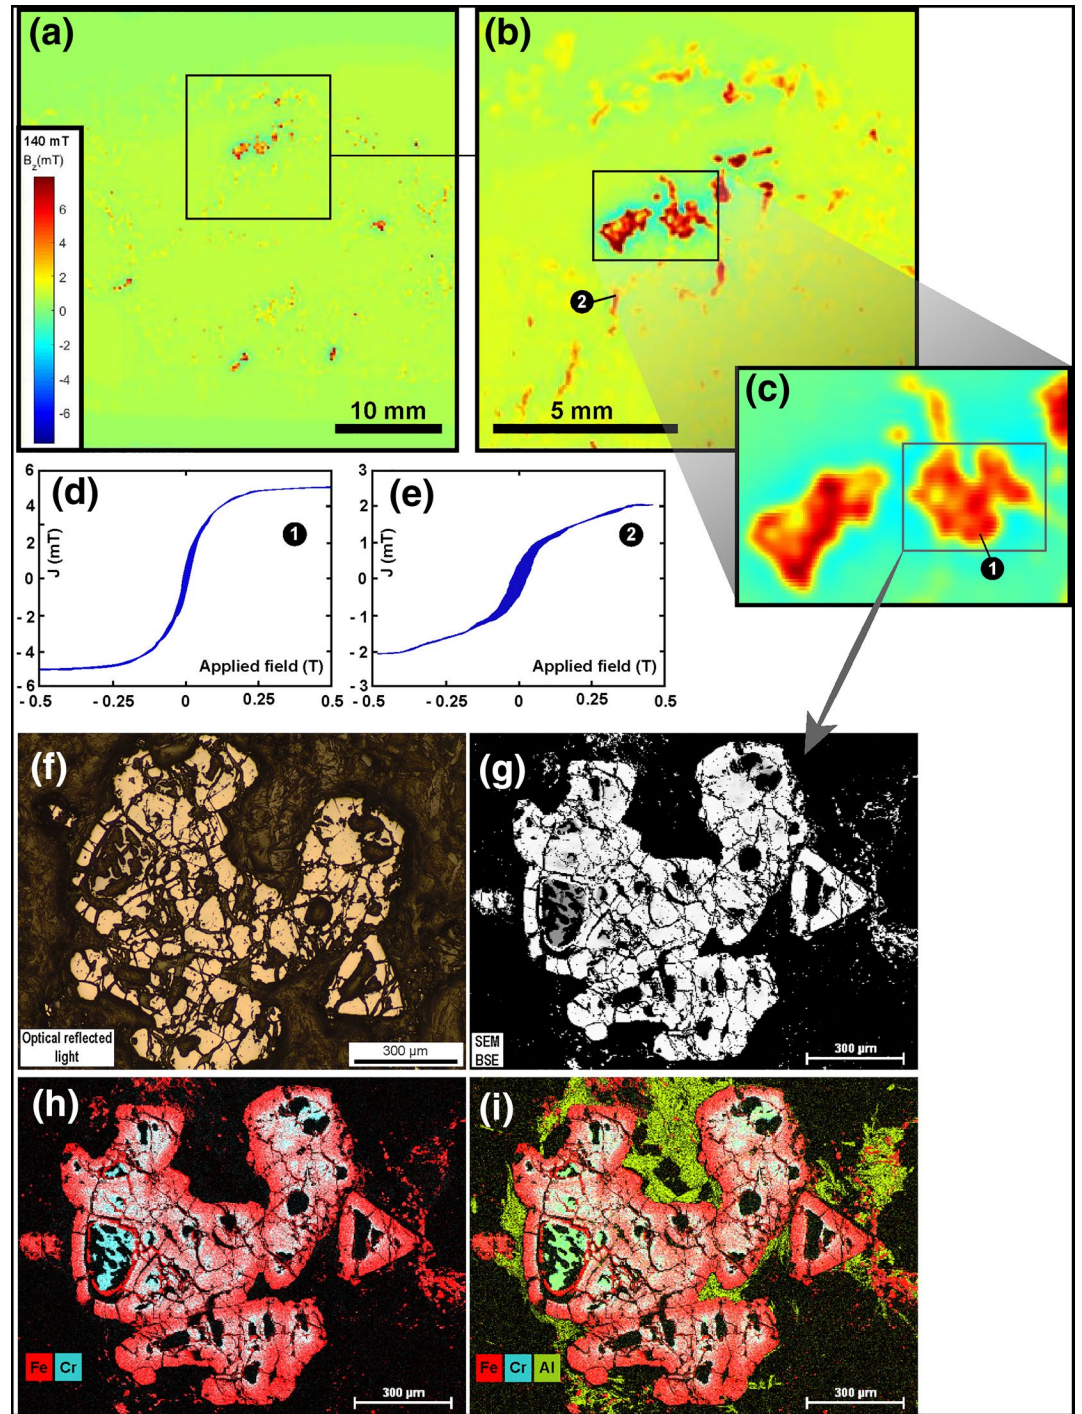 (a)
140 mT
Bz(mT)
6
4
2
0
-2
-4
-6
10 mm
(b)
2
5 mm
(c)
1
(d)
6
4
2
0
- 2
- 4
- 6
J (mT)
1
Applied field (T)
- 0.5
- 0.25
0
0.25
0.5
(e)
3
2
1
0
- 1
- 2
- 3
J (mT)
2
Applied field (T)
- 0.5
- 0.25
0
0.25
0.5
(f)
Optical reflected
light
300 µm
(g)
SEM
BSE
300 µm
(h)
Fe Cr
300 µm
(i)
Fe Cr Al
300 µm